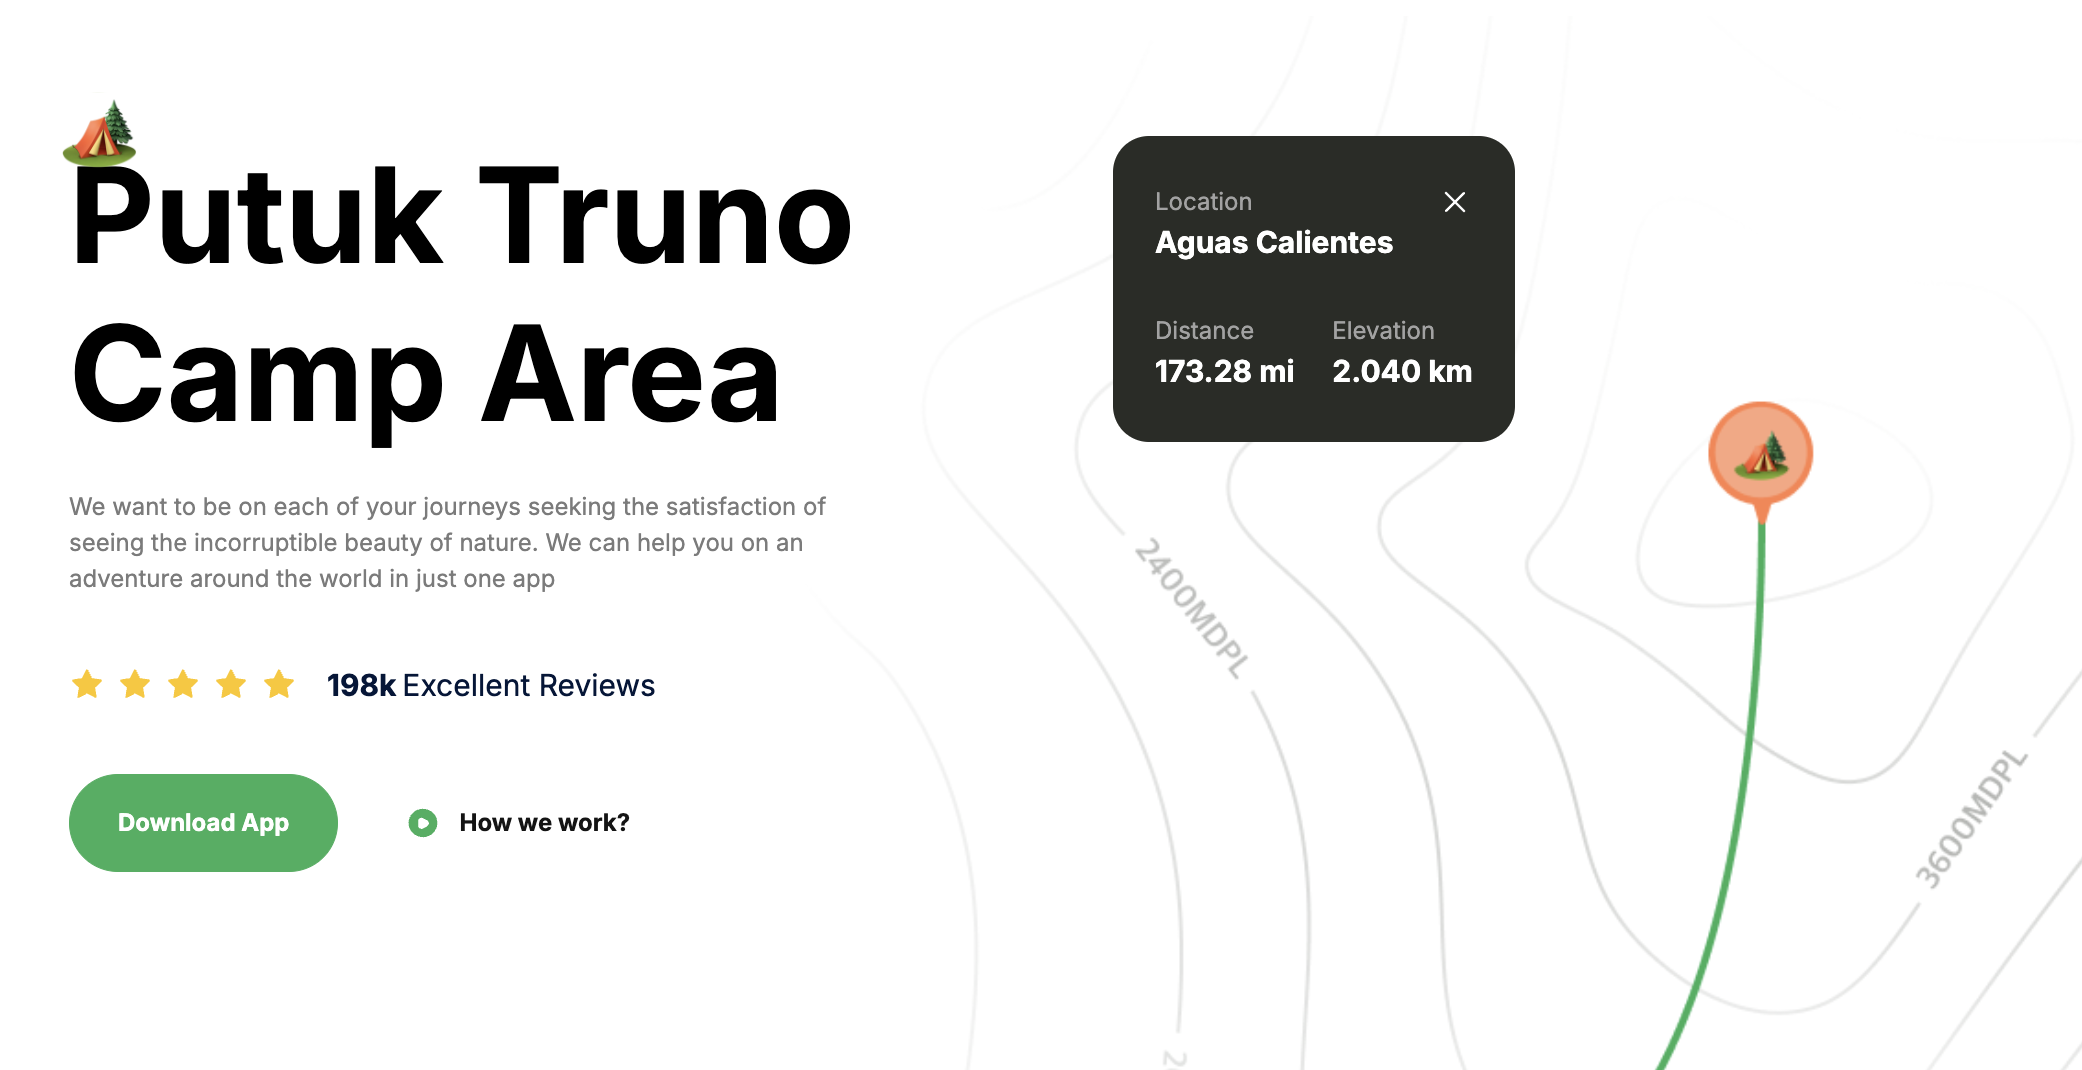 Putuk Truno
Camp Area
We want to be on each of your journeys seeking the satisfaction of
seeing the incorruptible beauty of nature. We can help you on an
adventure around the world in just one app
198k Excellent Reviews
Download App
How we work?
Location
Aguas Calientes
Distance
173.28 mi
Elevation
2.040 km
2400MDPL
3600MDPL